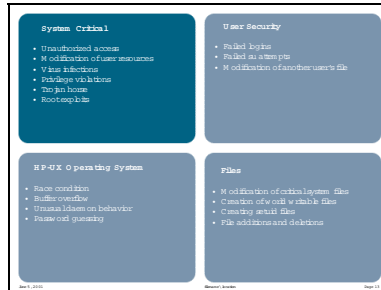 System Critical
• Unauthorized access
• Modification of user resources
• Virus infections
• Privilege violations
• Trojan horse
• Root exploits
User Security
• Failed logins
• Failed su attempts
• Modification of another user's file
HP-UX Operating System
• Race condition
• Buffer overflow
• Unusual daemon behavior
• Password guessing
Files
• Modification of critical system files
• Creation of world writable files
• Creating setuid files
• File additions and deletions